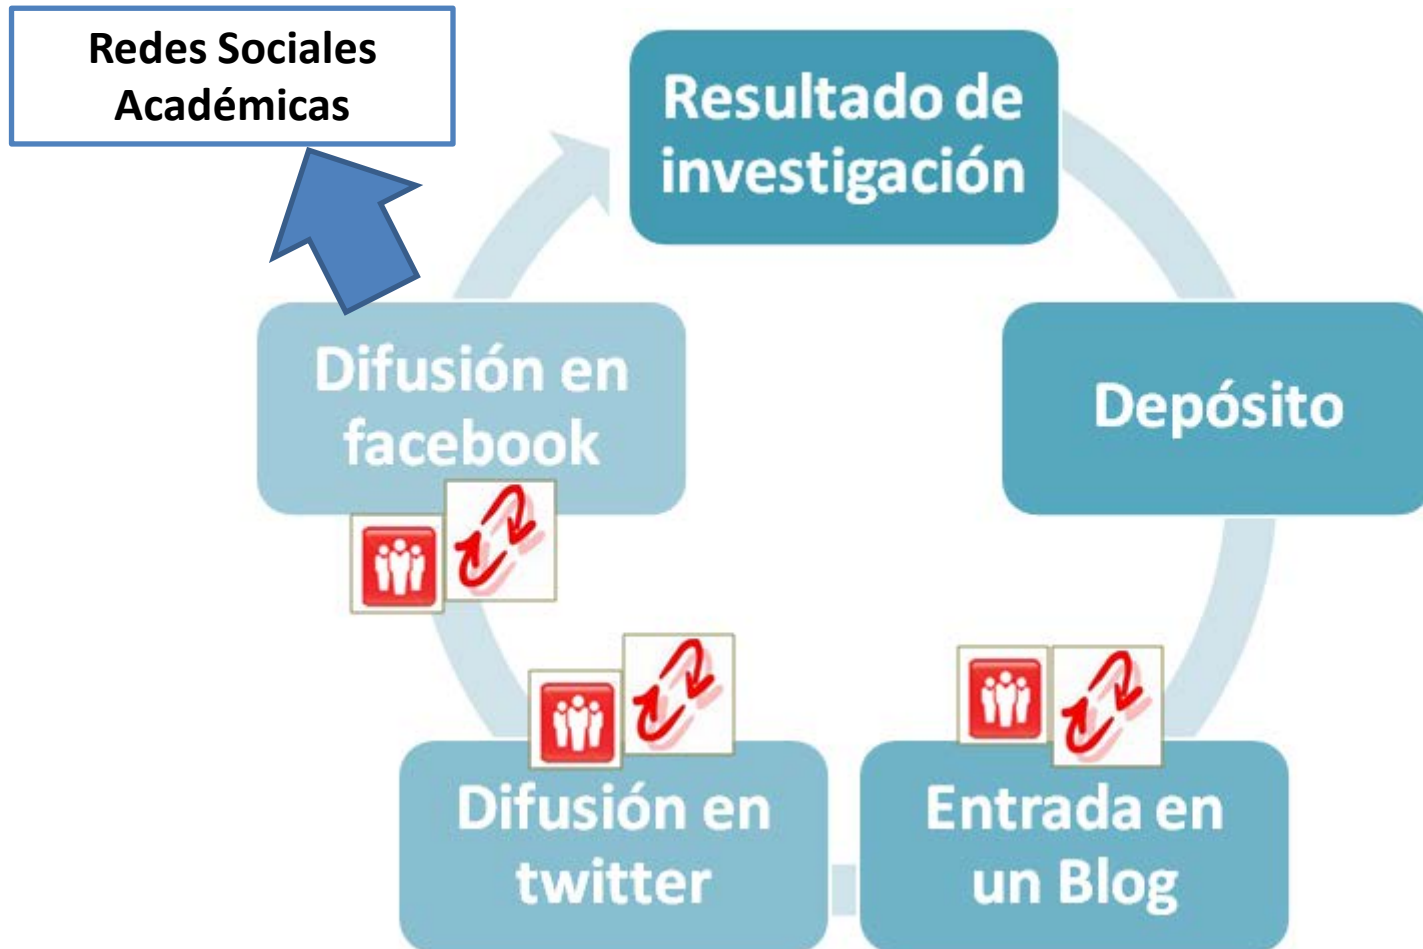 Redes Sociales
Académicas
Resultado de
investigación
Depósito
Entrada en
un Blog
Difusión en
twitter
Difusión en
facebook